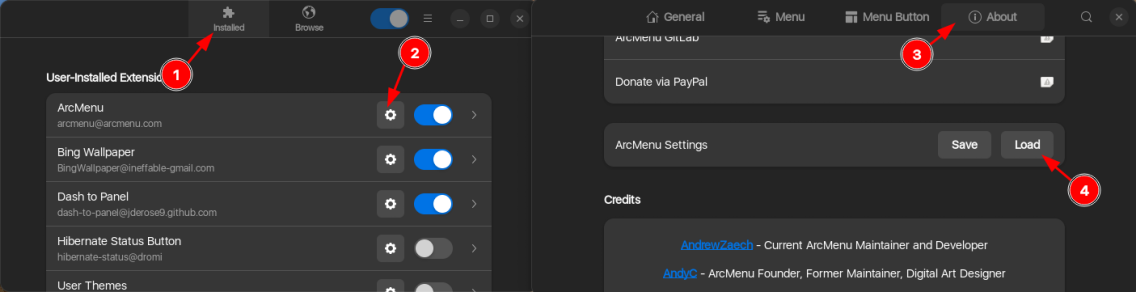 Installed
Browse
1
2
User-Installed Extensio
ArcMenu
arcmenu@arcmenu.com
Bing Wallpaper
BingWallpaper@ineffable-gmail.com
Dash to Panel
dash-to-panel@jderose9.github.com
Hibernate Status Button
hibernate-status@dromi
User Themes
General
Menu
Menu Button
About
3
ArcMenu GitLab
Donate via PayPal
ArcMenu Settings
Save
Load
4
Credits
AndrewZaech - Current ArcMenu Maintainer and Developer
AndyC - ArcMenu Founder, Former Maintainer, Digital Art Designer